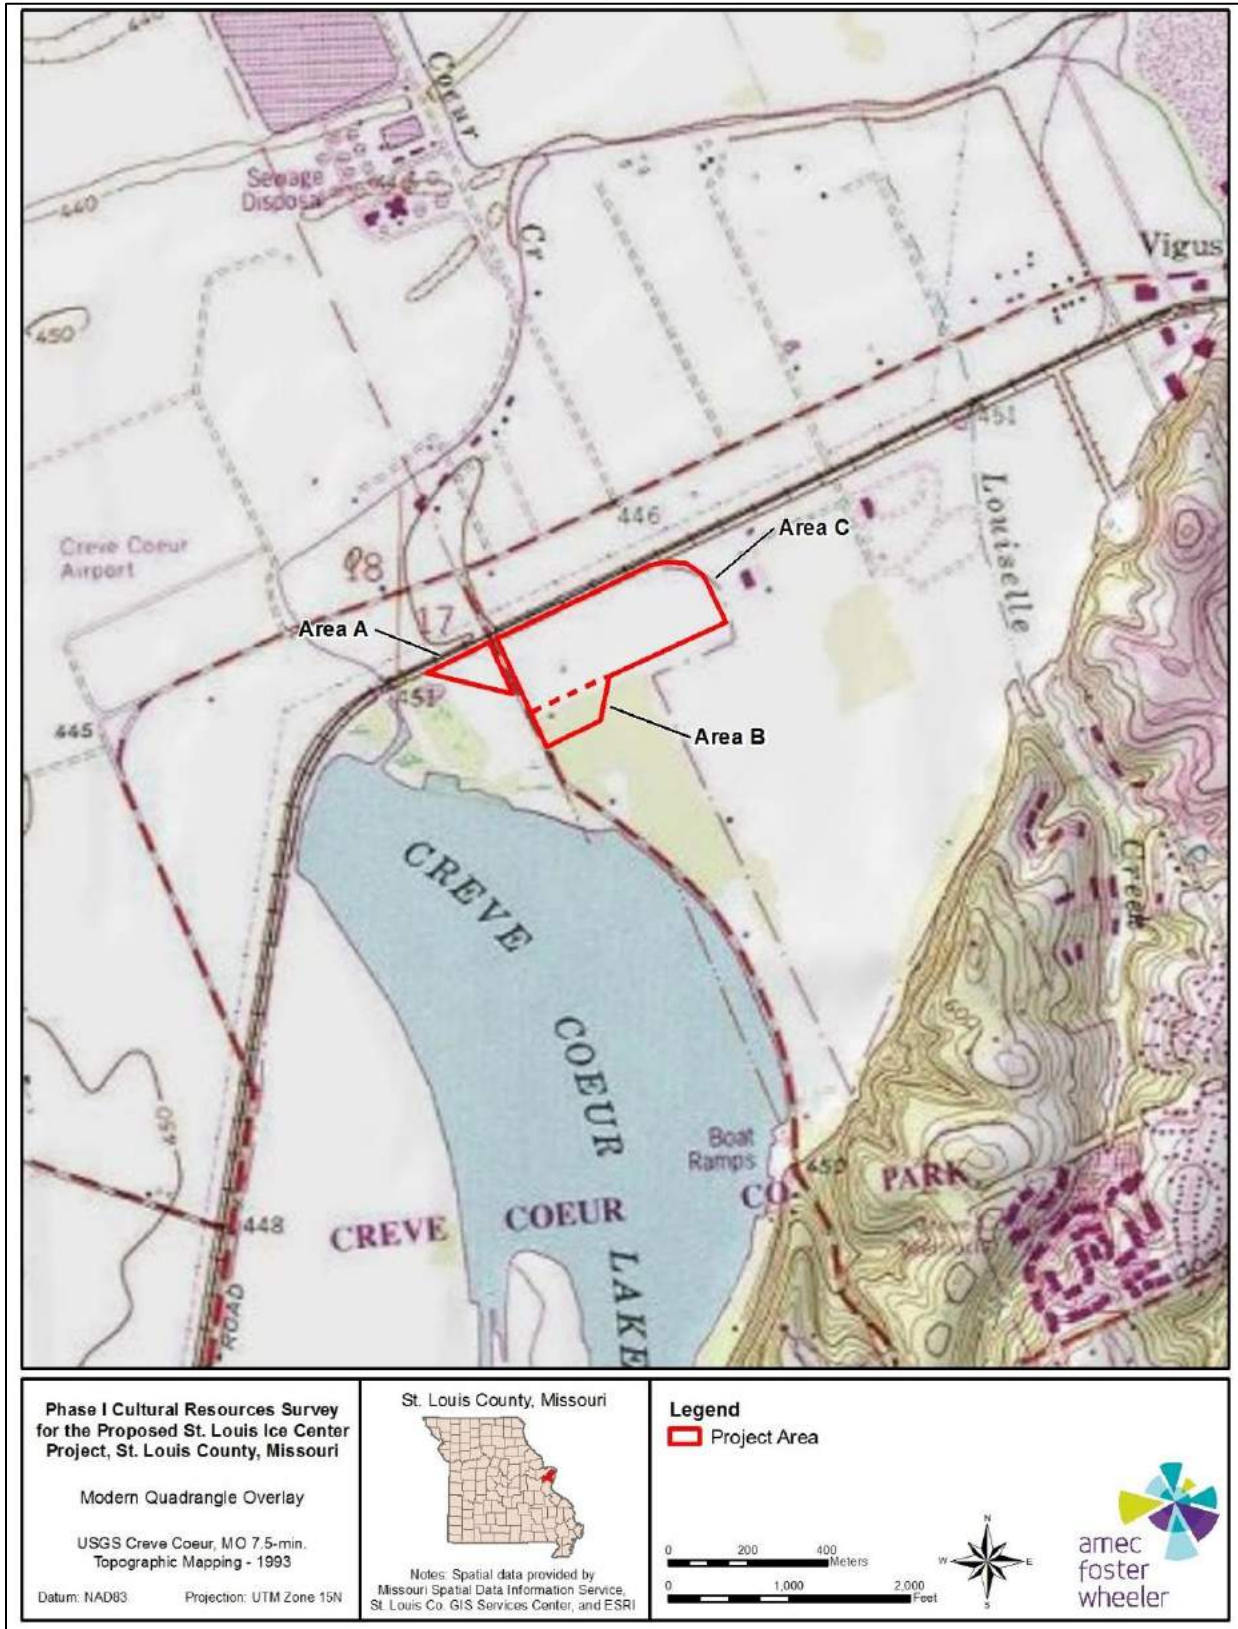 440
Coeur
Sewage
Disposal
440
Cr
Vigus
450
451
Louiselle
446
Area C
Creve Coeur
Airport
18
17
Area A
451
445
Area B
CREVE
Creek
600
COEUR
450
Boat
Ramps
450
CREVE
COEUR
CO
PARK
448
LAKE
ROAD
Phase I Cultural Resources Survey
for the Proposed St. Louis Ice Center
Project, St. Louis County, Missouri
Modern Quadrangle Overlay
USGS Creve Coeur, MO 7.5-min.
Topographic Mapping - 1993
Datum: NAD83 Projection: UTM Zone 15N
St. Louis County, Missouri
Notes: Spatial data provided by
Missouri Spatial Data Information Service,
St. Louis Co. GIS Services Center, and ESRI
Legend
Project Area
0 200 400
Meters
0 1,000 2,000
Feet
N
W E
S
amec
foster
wheeler